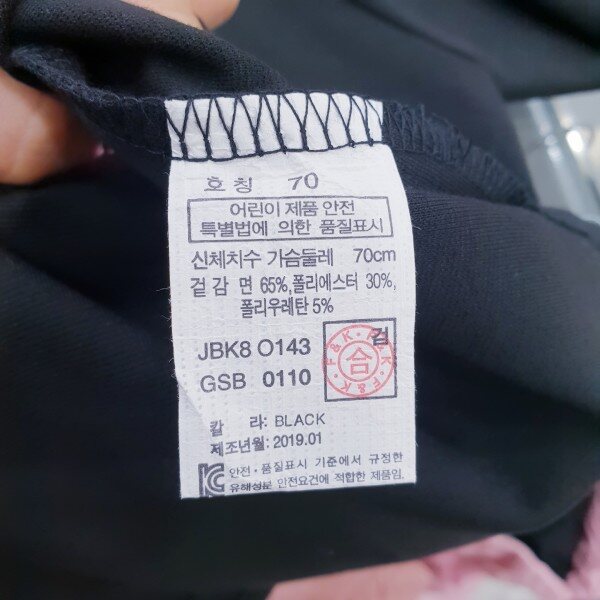 호칭 70
어린이 제품 안전
특별법에 의한 품질표시
신체치수 가슴둘레 70cm
겉감 면 65%,폴리에스터 30%,
폴리우레탄 5%
JBK8 O143
GSB 0110
검
F&K·F&K·F&K
合
칼 라: BLACK
제조년월: 2019.01
안전·품질표시 기준에서 규정한
유해성분 안전요건에 적합한 제품임.